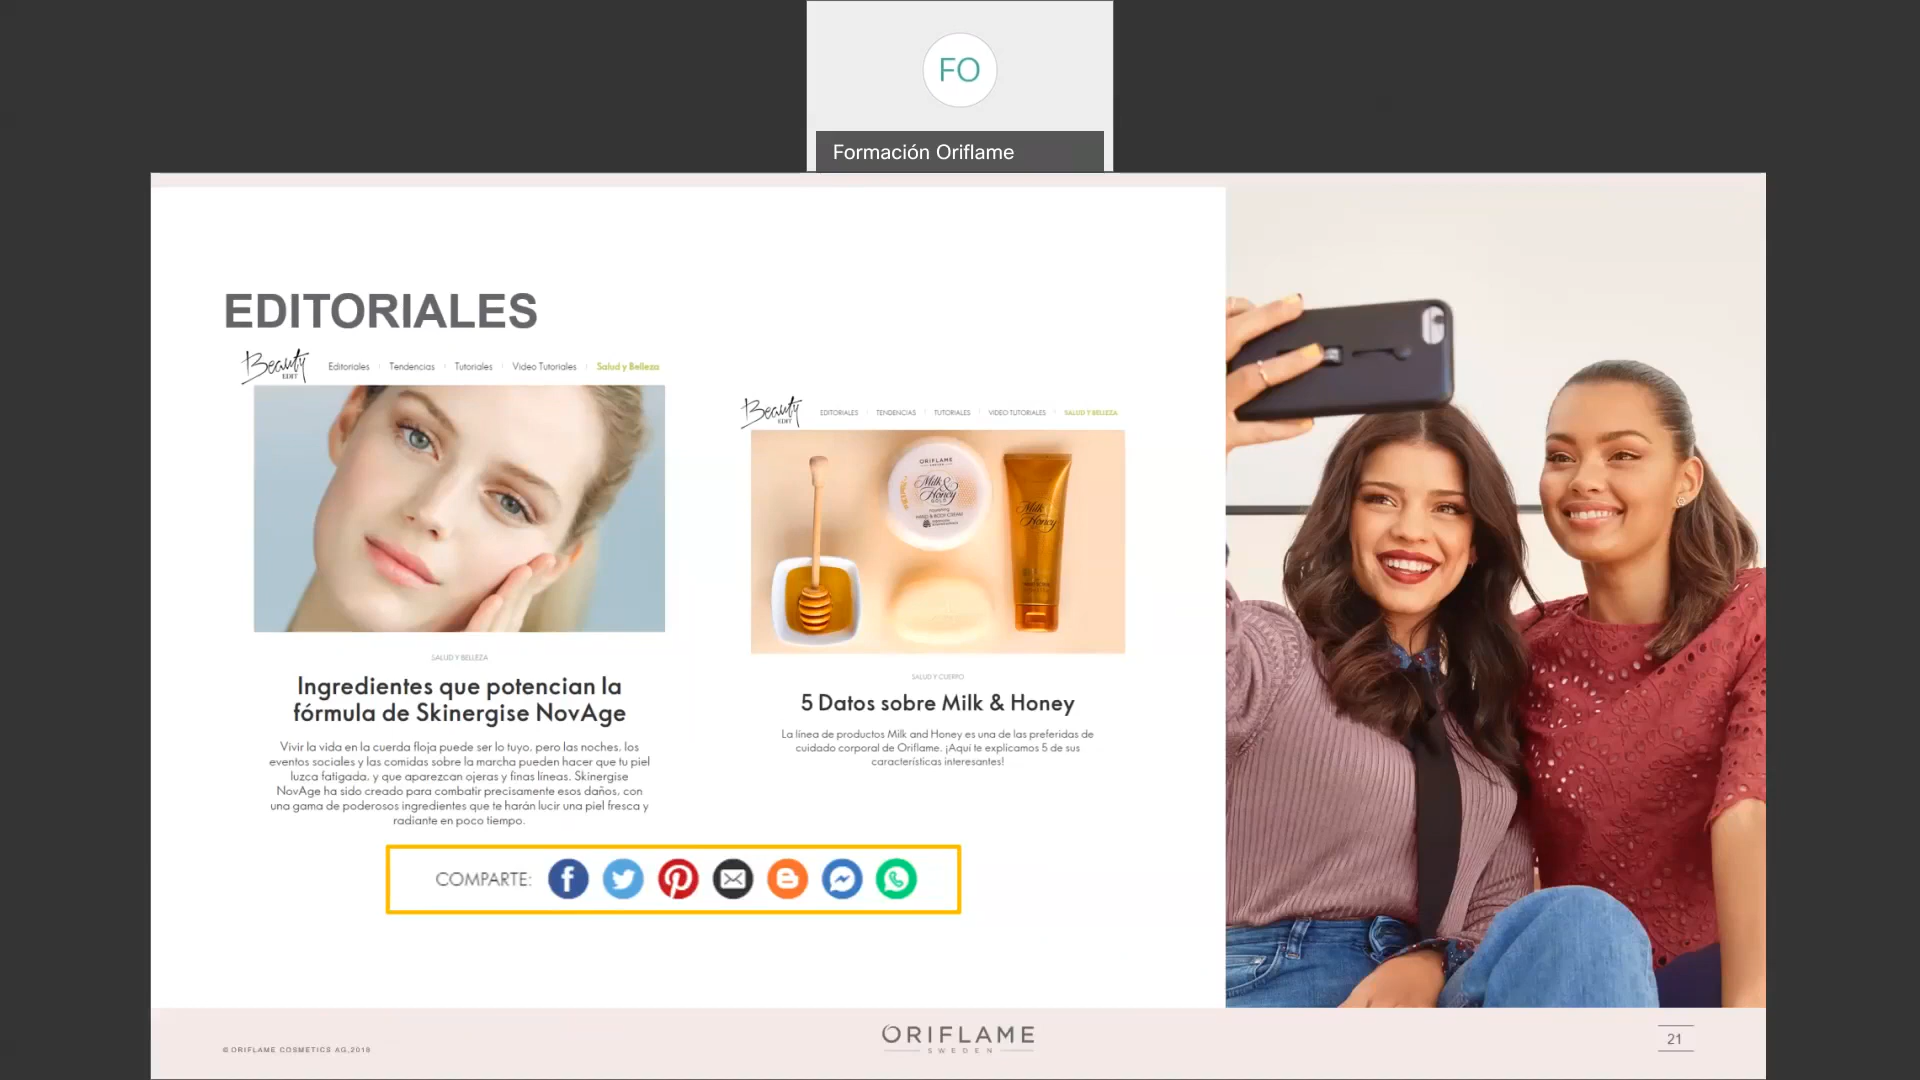 FO
Formación Oriflame
EDITORIALES
Beauty EDIT
Editoriales Tendencias Tutoriales Video Tutoriales Salud y Belleza
SALUD Y BELLEZA
Ingredientes que potencian la
fórmula de Skinergise NovAge
Vivir la vida en la cuerda floja puede ser lo tuyo, pero las noches, los
eventos sociales y las comidas sobre la marcha pueden hacer que tu piel
luzca fatigada, y que aparezcan ojeras y finas líneas. Skinergise
NovAge ha sido creado para combatir precisamente esos daños, con
una gama de poderosos ingredientes que te harán lucir una piel fresca y
radiante en poco tiempo.
Beauty EDIT
EDITORIALES TENDENCIAS TUTORIALES VIDEO TUTORIALES SALUD Y BELLEZA
ORIFLAME
Milk &
Honey
GOLD
HAND & BODY CREAM
Milk
Honey
SALUD Y CUERPO
5 Datos sobre Milk & Honey
La línea de productos Milk and Honey es una de las preferidas de
cuidado corporal de Oriflame. ¡Aquí te explicamos 5 de sus
características interesantes!
COMPARTE:
© ORIFLAME COSMETICS AG,2019
ORIFLAME
SWEDEN
21